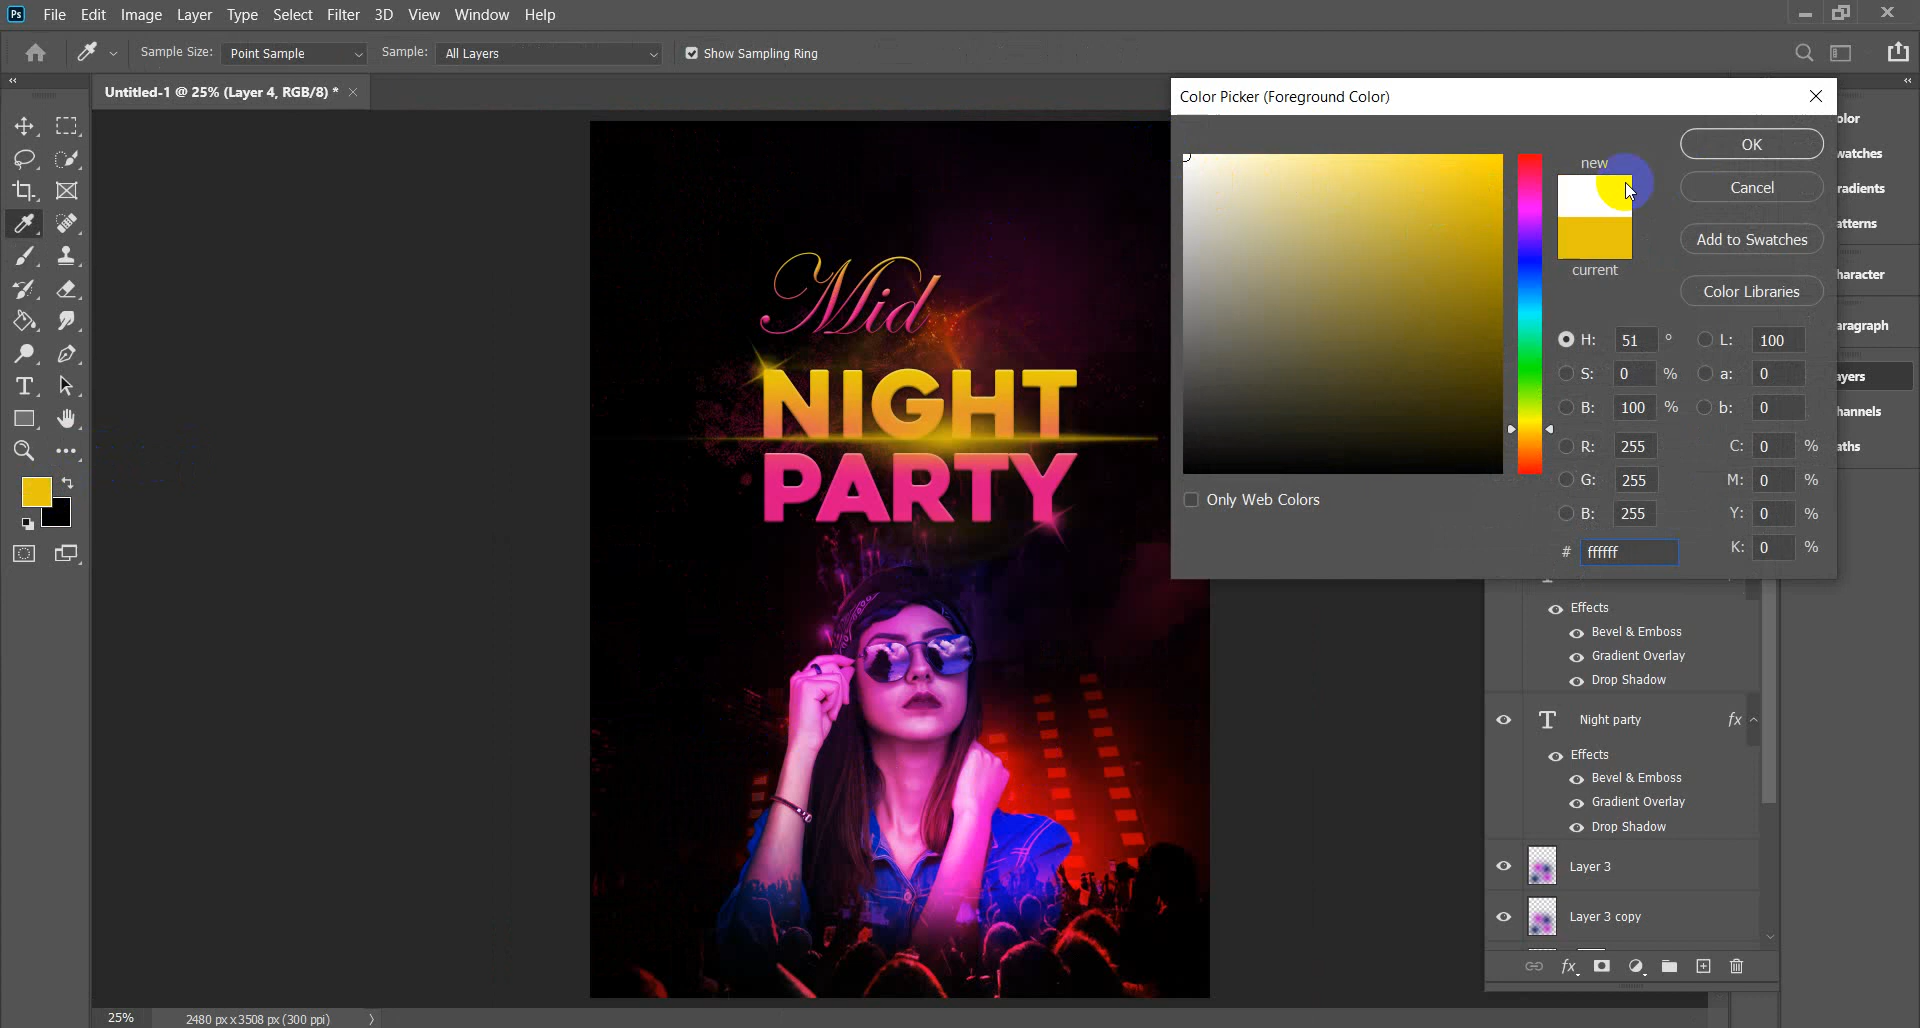 Ps File Edit Image Layer Type Select Filter 3D View Window Help
Sample Size: Point Sample Sample: All Layers Show Sampling Ring
Untitled-1 @ 25% (Layer 4, RGB/8) *
Color Picker (Foreground Color)
new
OK
Cancel
Add to Swatches
current
Color Libraries
H: 51 ° L: 100
S: 0 % a: 0
B: 100 % b: 0
R: 255 C: 0 %
G: 255 M: 0 %
B: 255 Y: 0 %
# ffffff K: 0 %
Only Web Colors
olor
watches
radients
atterns
haracter
aragraph
ayers
hannels
aths
Mid
NIGHT
PARTY
Effects
Bevel & Emboss
Gradient Overlay
Drop Shadow
T Night party fx
Effects
Bevel & Emboss
Gradient Overlay
Drop Shadow
Layer 3
Layer 3 copy
fx
25% 2480 px x 3508 px (300 ppi)